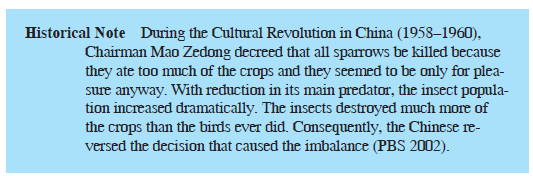 Historical Note During the Cultural Revolution in China (1958–1960),
Chairman Mao Zedong decreed that all sparrows be killed because
they ate too much of the crops and they seemed to be only for plea-
sure anyway. With reduction in its main predator, the insect popula-
tion increased dramatically. The insects destroyed much more of
the crops than the birds ever did. Consequently, the Chinese re-
versed the decision that caused the imbalance (PBS 2002).